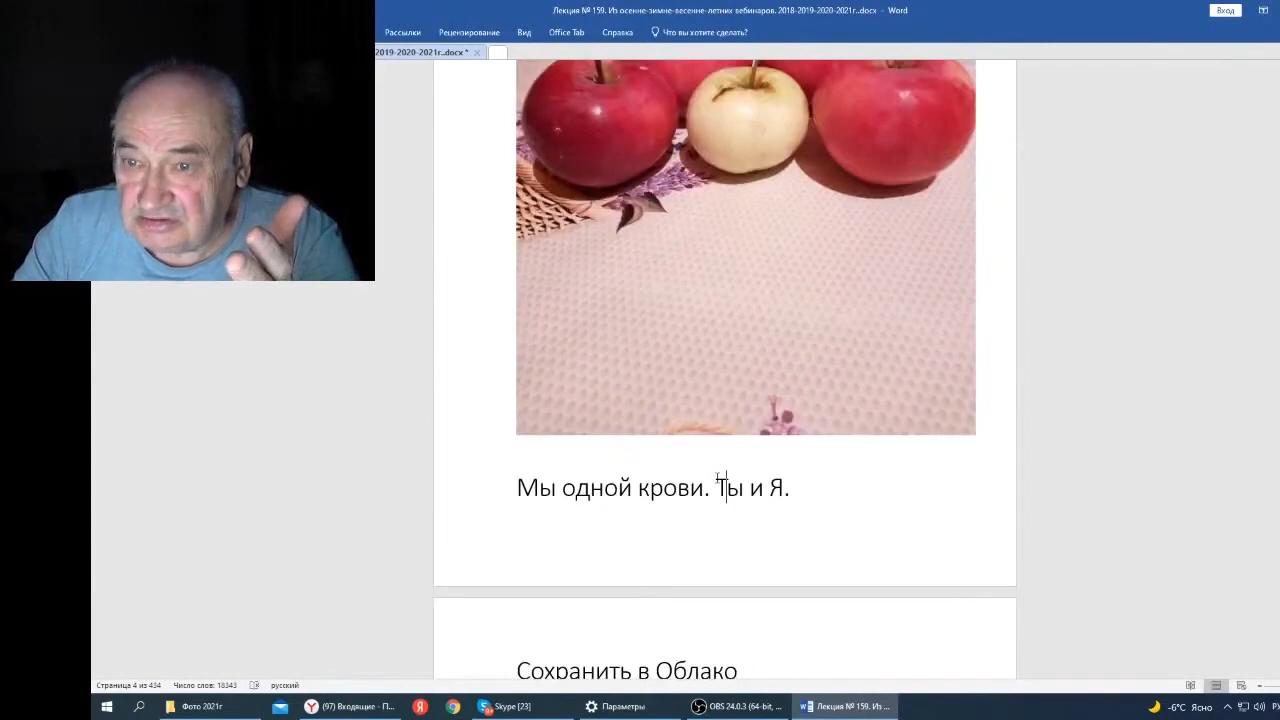 Лекция № 159. Из осенне-зимне-весенне-летних вебинаров. 2018-2019-2020-2021г..docx - Word
Вход
Рассылки Рецензирование Вид Office Tab Справка Что вы хотите сделать?
2019-2020-2021г..docx *
Мы одной крови. Ты и Я.
Сохранить в Облако
Страница 4 из 434 Число слов: 18343 русский
Фото 2021г (97) Входящие - П... Skype [23] Параметры OBS 24.0.3 (64-bit, ... Лекция № 159. Из ... -6°C Ясно